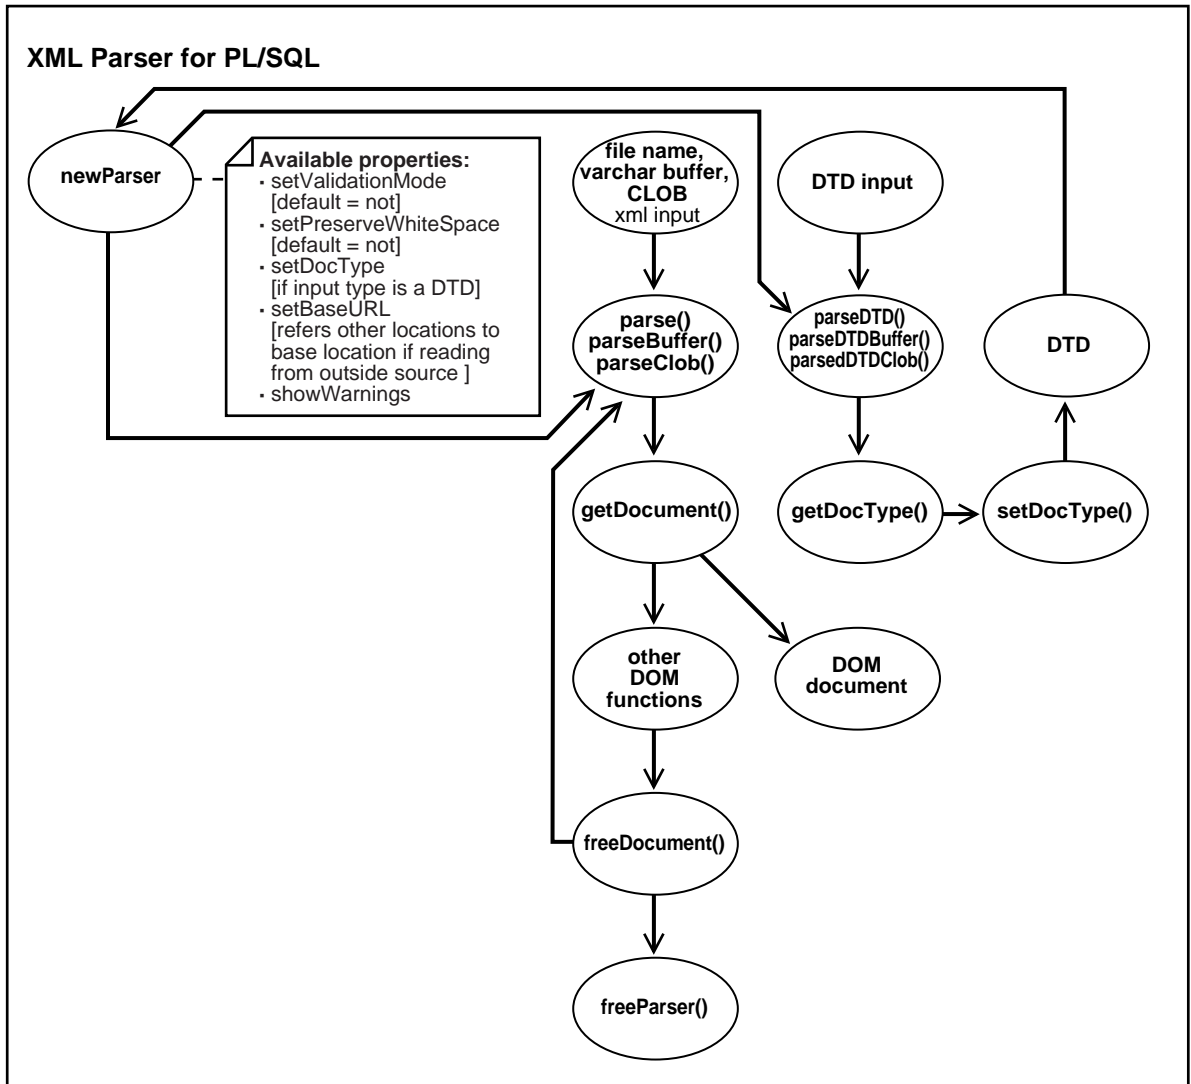 XML Parser for PL/SQL
newParser
Available properties:
· setValidationMode
[default = not]
· setPreserveWhiteSpace
[default = not]
· setDocType
[if input type is a DTD]
· setBaseURL
[refers other locations to
base location if reading
from outside source ]
· showWarnings
file name,
varchar buffer,
CLOB
xml input
DTD input
parse()
parseBuffer()
parseClob()
parseDTD()
parseDTDBuffer()
parsedDTDClob()
DTD
getDocument()
getDocType()
setDocType()
other
DOM
functions
DOM
document
freeDocument()
freeParser()